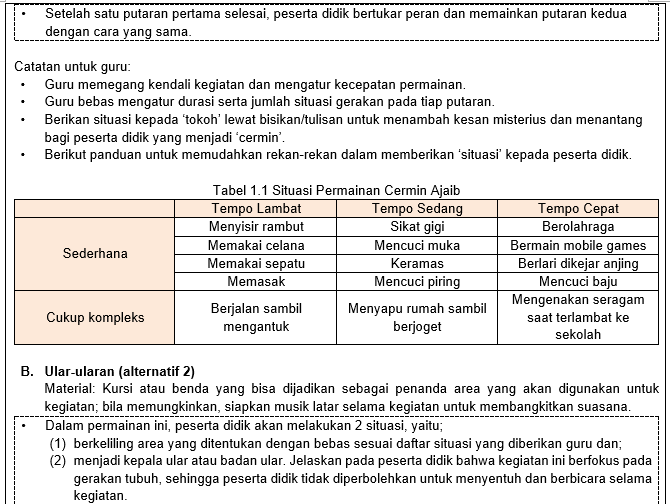 • Setelah satu putaran pertama selesai, peserta didik bertukar peran dan memainkan putaran kedua
dengan cara yang sama.
Catatan untuk guru:
• Guru memegang kendali kegiatan dan mengatur kecepatan permainan.
• Guru bebas mengatur durasi serta jumlah situasi gerakan pada tiap putaran.
• Berikan situasi kepada ‘tokoh’ lewat bisikan/tulisan untuk menambah kesan misterius dan menantang
bagi peserta didik yang menjadi ‘cermin’.
• Berikut panduan untuk memudahkan rekan-rekan dalam memberikan ‘situasi’ kepada peserta didik.
Tabel 1.1 Situasi Permainan Cermin Ajaib
Tempo Lambat Tempo Sedang Tempo Cepat
Sederhana
Menyisir rambut Sikat gigi Berolahraga
Memakai celana Mencuci muka Bermain mobile games
Memakai sepatu Keramas Berlari dikejar anjing
Memasak Mencuci piring Mencuci baju
Cukup kompleks
Berjalan sambil
mengantuk
Menyapu rumah sambil
berjoget
Mengenakan seragam
saat terlambat ke
sekolah
B. Ular-ularan (alternatif 2)
Material: Kursi atau benda yang bisa dijadikan sebagai penanda area yang akan digunakan untuk
kegiatan; bila memungkinkan, siapkan musik latar selama kegiatan untuk membangkitkan suasana.
• Dalam permainan ini, peserta didik akan melakukan 2 situasi, yaitu;
(1) berkeliling area yang ditentukan dengan bebas sesuai daftar situasi yang diberikan guru dan;
(2) menjadi kepala ular atau badan ular. Jelaskan pada peserta didik bahwa kegiatan ini berfokus pada
gerakan tubuh, sehingga peserta didik tidak diperbolehkan untuk menyentuh dan berbicara selama
kegiatan.